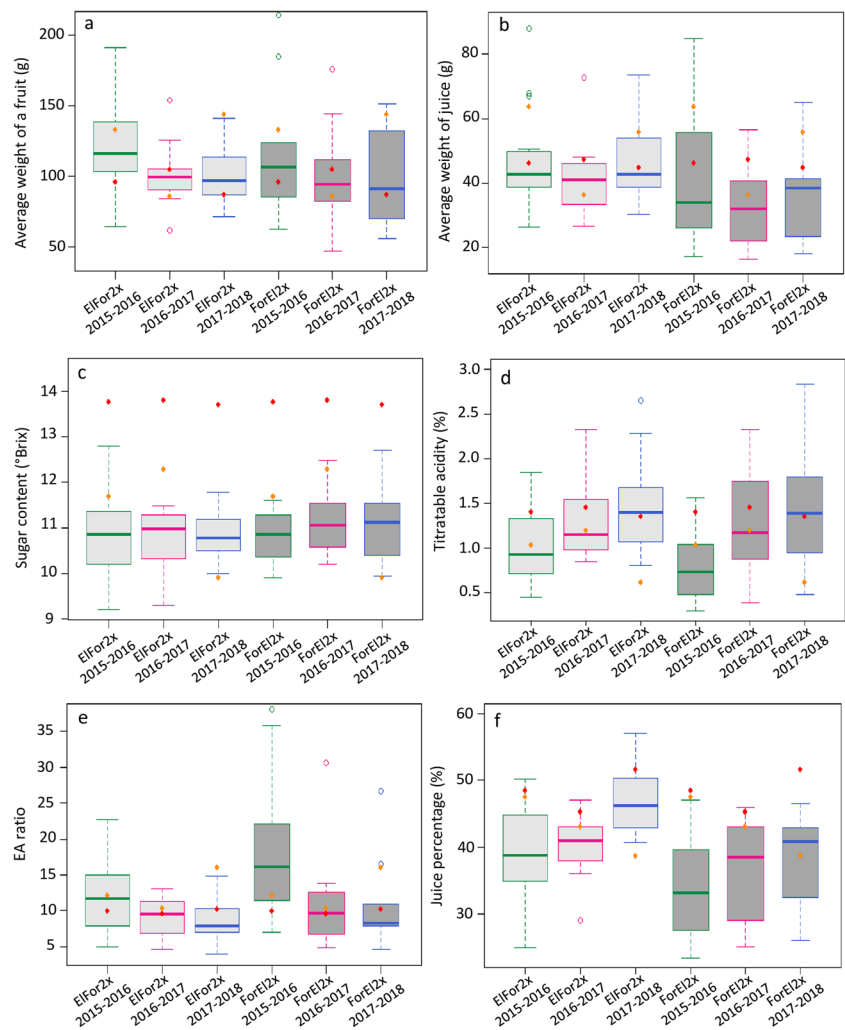 a
Average weight of a fruit (g)
200
150
100
50
ElFor2x 2015-2016
ElFor2x 2016-2017
ElFor2x 2017-2018
ForEl2x 2015-2016
ForEl2x 2016-2017
ForEl2x 2017-2018
b
Average weight of juice (g)
80
60
40
20
ElFor2x 2015-2016
ElFor2x 2016-2017
ElFor2x 2017-2018
ForEl2x 2015-2016
ForEl2x 2016-2017
ForEl2x 2017-2018
c
Sugar content (°Brix)
14
13
12
11
10
9
ElFor2x 2015-2016
ElFor2x 2016-2017
ElFor2x 2017-2018
ForEl2x 2015-2016
ForEl2x 2016-2017
ForEl2x 2017-2018
d
Titratable acidity (%)
3.0
2.5
2.0
1.5
1.0
0.5
ElFor2x 2015-2016
ElFor2x 2016-2017
ElFor2x 2017-2018
ForEl2x 2015-2016
ForEl2x 2016-2017
ForEl2x 2017-2018
e
EA ratio
35
30
25
20
15
10
5
ElFor2x 2015-2016
ElFor2x 2016-2017
ElFor2x 2017-2018
ForEl2x 2015-2016
ForEl2x 2016-2017
ForEl2x 2017-2018
f
Juice percentage (%)
60
50
40
30
ElFor2x 2015-2016
ElFor2x 2016-2017
ElFor2x 2017-2018
ForEl2x 2015-2016
ForEl2x 2016-2017
ForEl2x 2017-2018